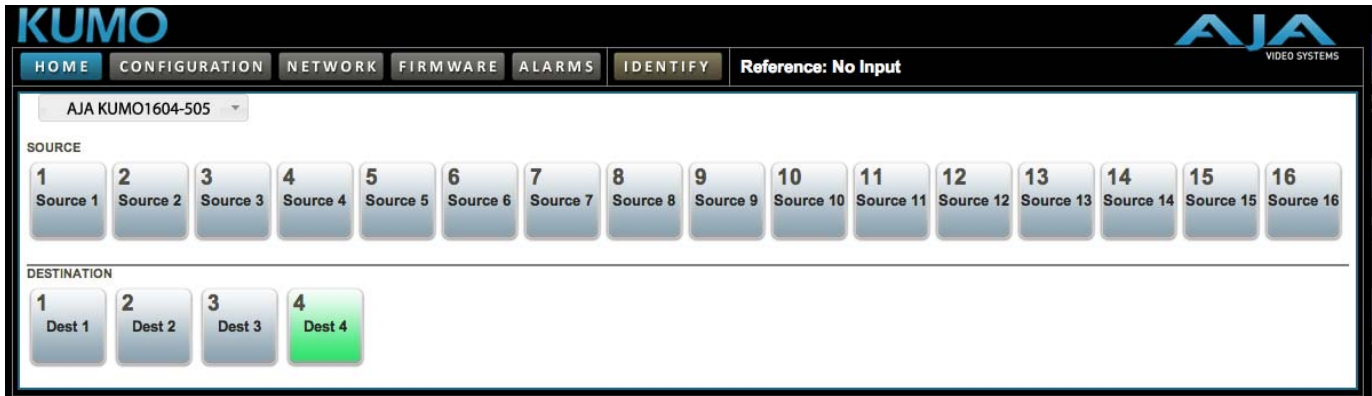 KUMO
AJA
VIDEO SYSTEMS
HOME CONFIGURATION NETWORK FIRMWARE ALARMS IDENTIFY Reference: No Input
AJA KUMO1604-505
SOURCE
1 2 3 4 5 6 7 8 9 10 11 12 13 14 15 16
Source 1 Source 2 Source 3 Source 4 Source 5 Source 6 Source 7 Source 8 Source 9 Source 10 Source 11 Source 12 Source 13 Source 14 Source 15 Source 16
DESTINATION
1 2 3 4
Dest 1 Dest 2 Dest 3 Dest 4